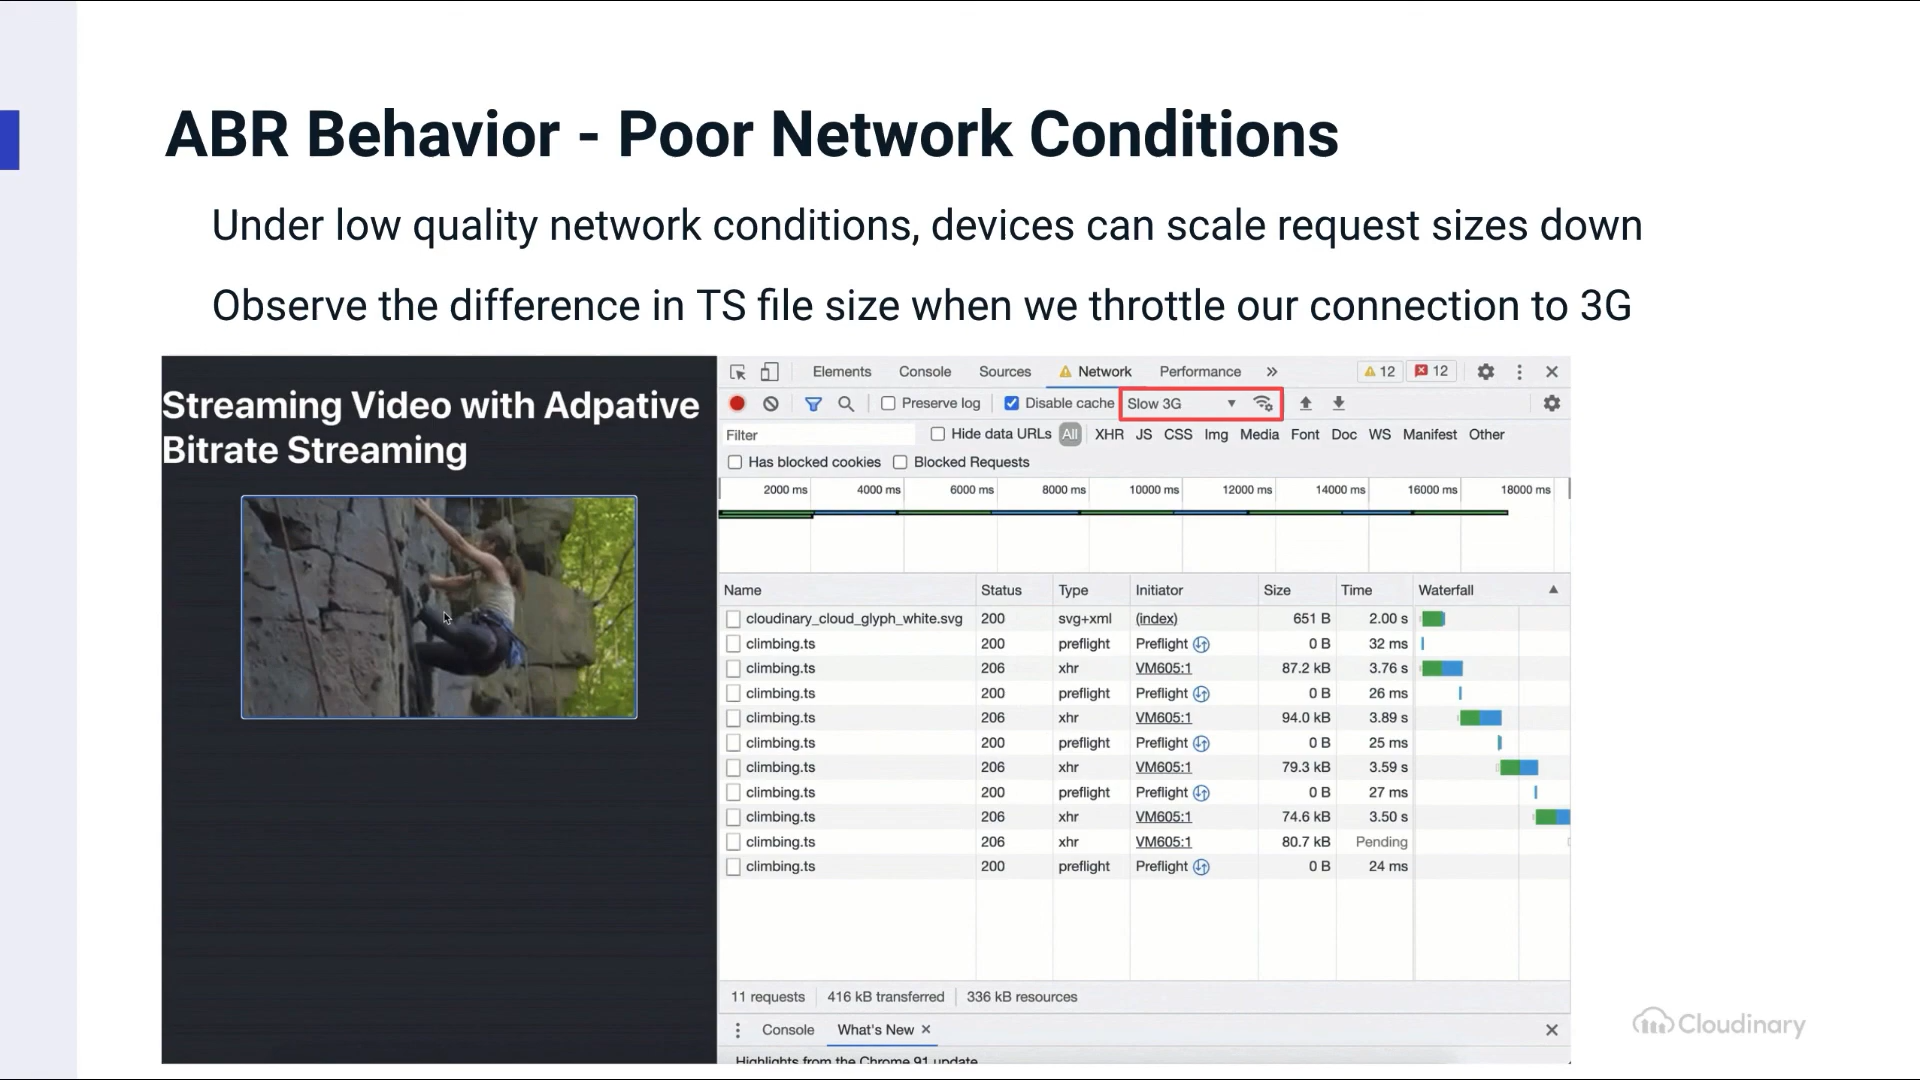 ABR Behavior - Poor Network Conditions
Under low quality network conditions, devices can scale request sizes down
Observe the difference in TS file size when we throttle our connection to 3G
Streaming Video with Adpative
Bitrate Streaming
Elements Console Sources Network Performance » 12 12
Preserve log Disable cache Slow 3G
Filter Hide data URLs All XHR JS CSS Img Media Font Doc WS Manifest Other
Has blocked cookies Blocked Requests
2000 ms 4000 ms 6000 ms 8000 ms 10000 ms 12000 ms 14000 ms 16000 ms 18000 ms
Name Status Type Initiator Size Time Waterfall
cloudinary_cloud_glyph_white.svg 200 svg+xml (index) 651 B 2.00 s
climbing.ts 200 preflight Preflight 0 B 32 ms
climbing.ts 206 xhr VM605:1 87.2 kB 3.76 s
climbing.ts 200 preflight Preflight 0 B 26 ms
climbing.ts 206 xhr VM605:1 94.0 kB 3.89 s
climbing.ts 200 preflight Preflight 0 B 25 ms
climbing.ts 206 xhr VM605:1 79.3 kB 3.59 s
climbing.ts 200 preflight Preflight 0 B 27 ms
climbing.ts 206 xhr VM605:1 74.6 kB 3.50 s
climbing.ts 206 xhr VM605:1 80.7 kB Pending
climbing.ts 200 preflight Preflight 0 B 24 ms
11 requests 416 kB transferred 336 kB resources
Console What's New
Highlights from the Chrome 91 update
Cloudinary